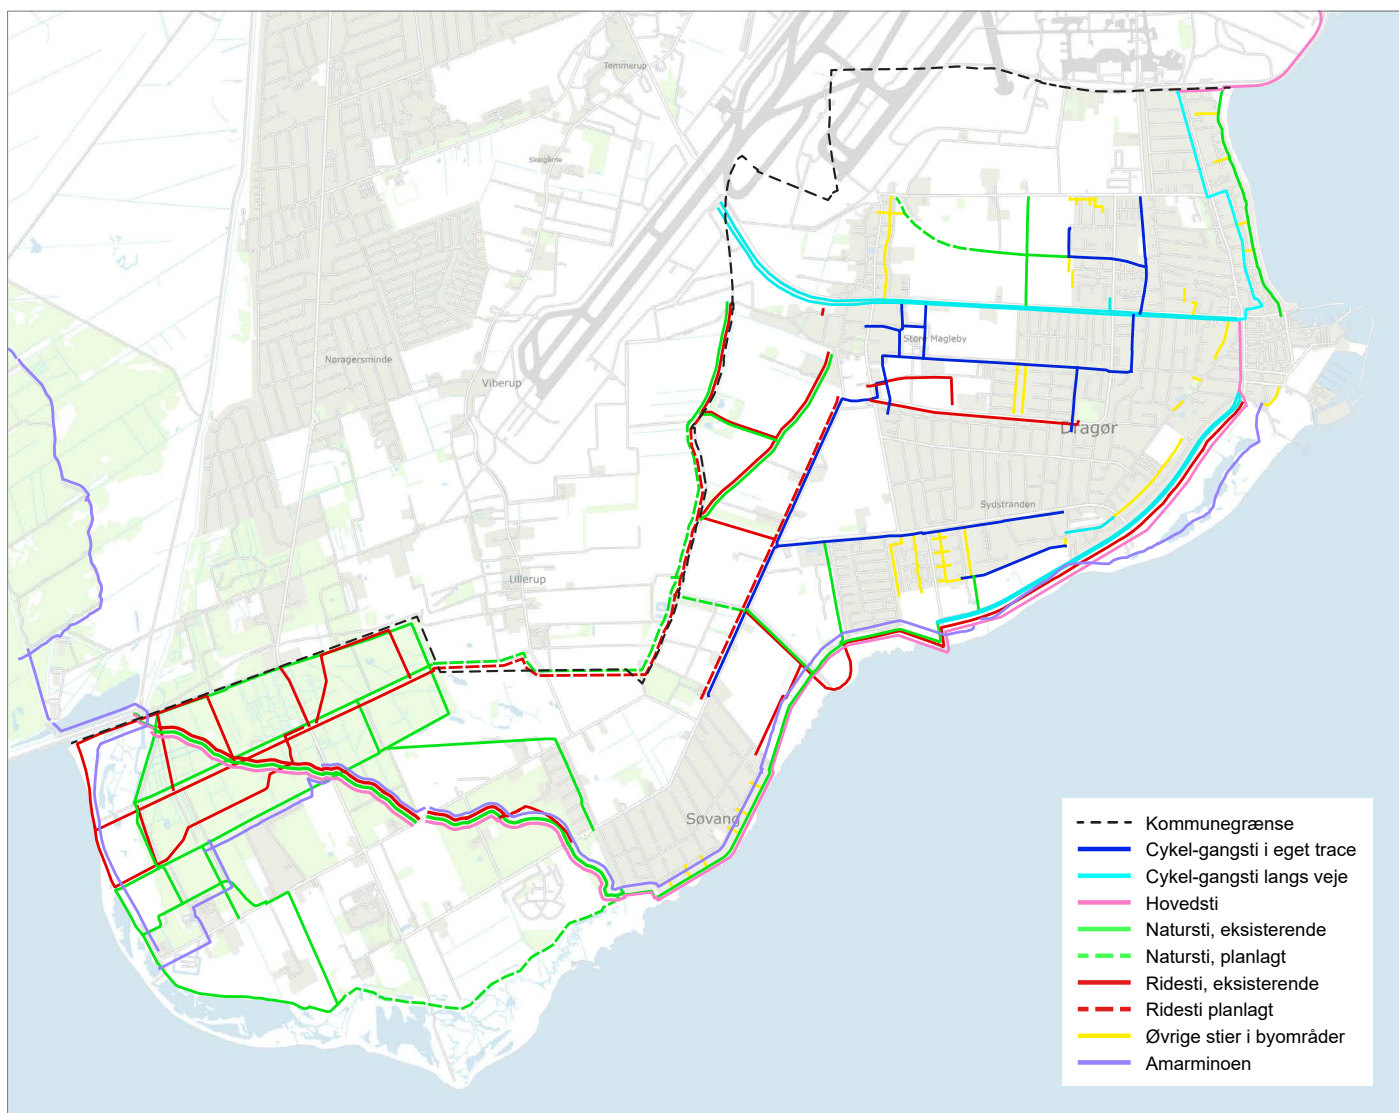 Tømmerup
Skelgårde
Nøragersminde
Viberup
Store Magleby
Dragør
Sydstranden
Ullerup
Søvang
Kommunegrænse
Cykel-gangsti i eget trace
Cykel-gangsti langs veje
Hovedsti
Natursti, eksisterende
Natursti, planlagt
Ridesti, eksisterende
Ridesti planlagt
Øvrige stier i byområder
Amarminoen